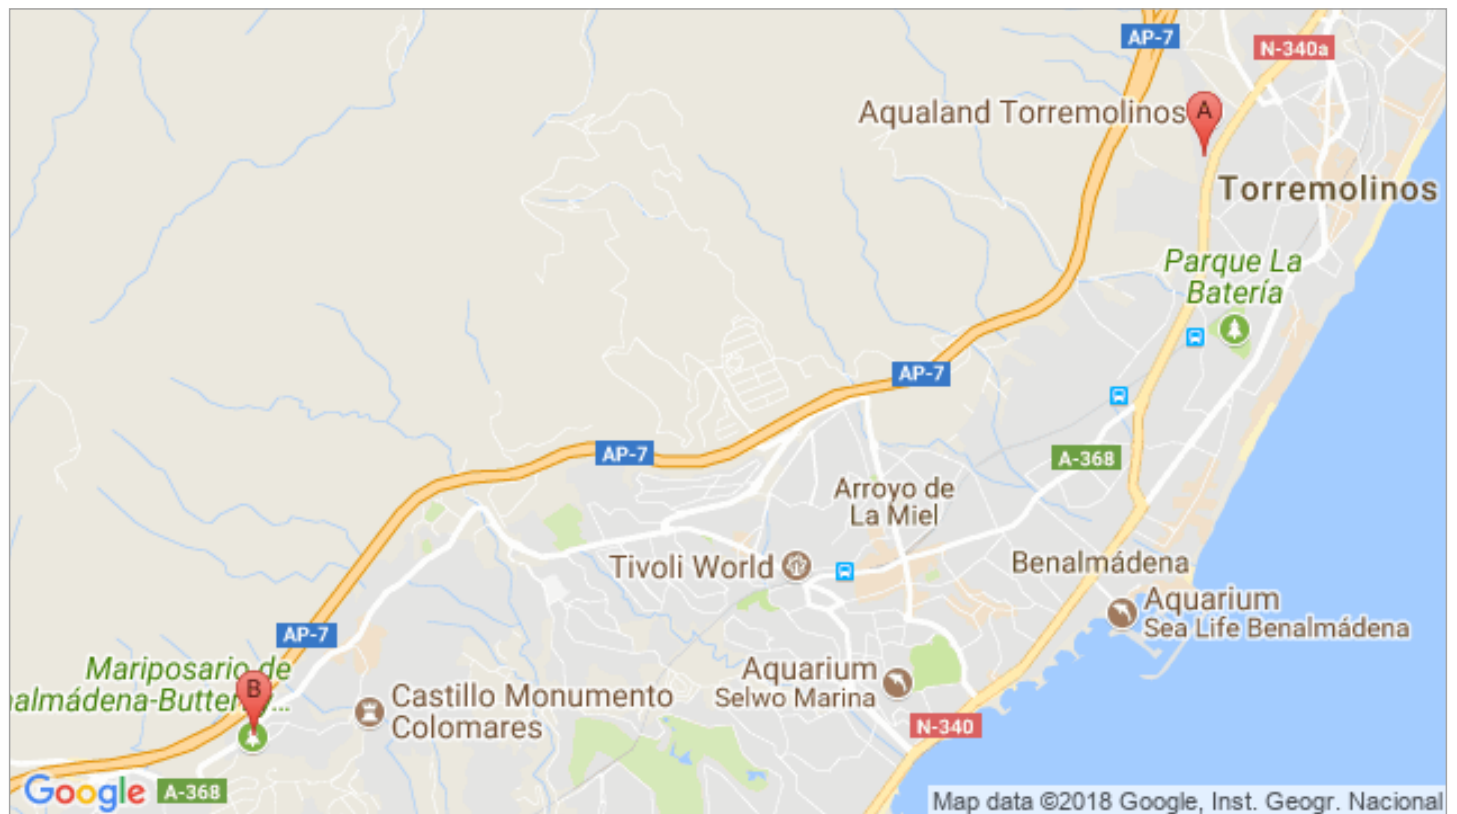 AP-7
N-340a
Aqualand Torremolinos
A
Torremolinos
Parque La
Batería
AP-7
AP-7
A-368
Arroyo de
La Miel
Tivoli World
Benalmádena
Aquarium
Sea Life Benalmádena
AP-7
Mariposario de
nalmádena-Butter
B
Castillo Monumento
Colomares
Aquarium
Selwo Marina
N-340
Google
A-368
Map data ©2018 Google, Inst. Geogr. Nacional